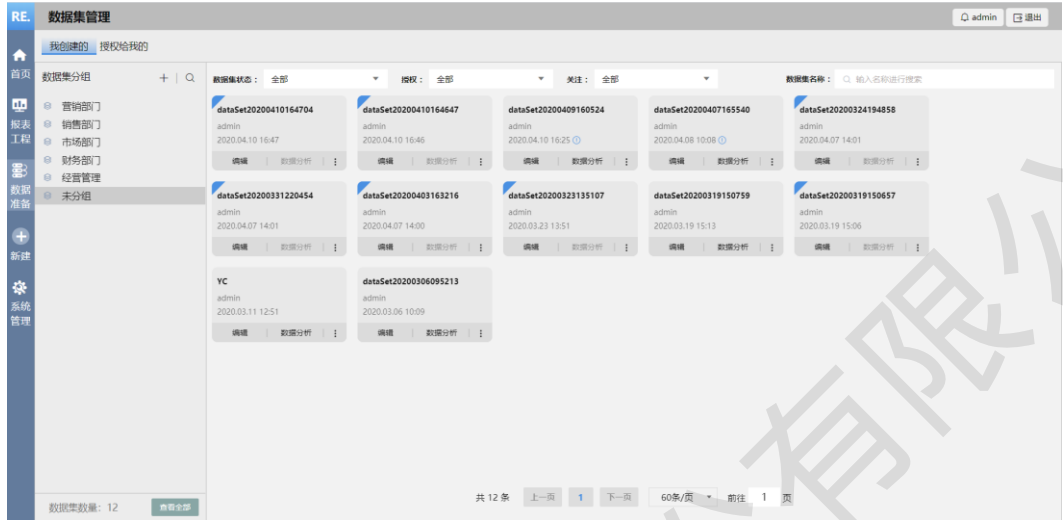 RE.
数据集管理
admin
退出
我创建的 授权给我的
首页
报表
工程
数据
准备
新建
系统
管理
数据集分组
营销部门
销售部门
市场部门
财务部门
经营管理
未分组
数据集数量: 12
查看全部
数据集状态： 全部
授权： 全部
关注： 全部
数据集名称： 输入名称进行搜索
dataSet20200410164704
admin
2020.04.10 16:47
编辑 数据分析
dataSet20200410164647
admin
2020.04.10 16:46
编辑 数据分析
dataSet20200409160524
admin
2020.04.10 16:25
编辑 数据分析
dataSet20200407165540
admin
2020.04.08 10:08
编辑 数据分析
dataSet20200324194858
admin
2020.04.07 14:01
编辑 数据分析
dataSet20200331220454
admin
2020.04.07 14:01
编辑 数据分析
dataSet20200403163216
admin
2020.04.07 14:00
编辑 数据分析
dataSet20200323135107
admin
2020.03.23 13:51
编辑 数据分析
dataSet20200319150759
admin
2020.03.19 15:13
编辑 数据分析
dataSet20200319150657
admin
2020.03.19 15:06
编辑 数据分析
YC
admin
2020.03.11 12:51
编辑 数据分析
dataSet20200306095213
admin
2020.03.06 10:09
编辑 数据分析
共 12 条 上一页 1 下一页 60条/页 前往 1 页
有限公